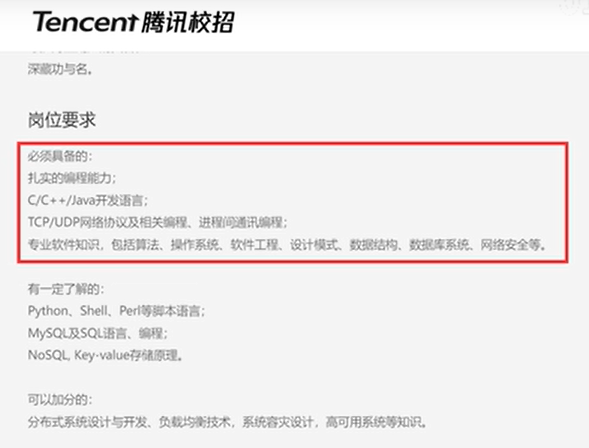 Tencent 腾讯校招
深藏功与名。
岗位要求
必须具备的：
扎实的编程能力；
C/C++/Java开发语言；
TCP/UDP网络协议及相关编程、进程间通讯编程；
专业软件知识，包括算法、操作系统、软件工程、设计模式、数据结构、数据库系统、网络安全等。
有一定了解的：
Python、Shell、Perl等脚本语言；
MySQL及SQL语言、编程；
NoSQL, Key-value存储原理。
可以加分的：
分布式系统设计与开发、负载均衡技术，系统容灾设计，高可用系统等知识。